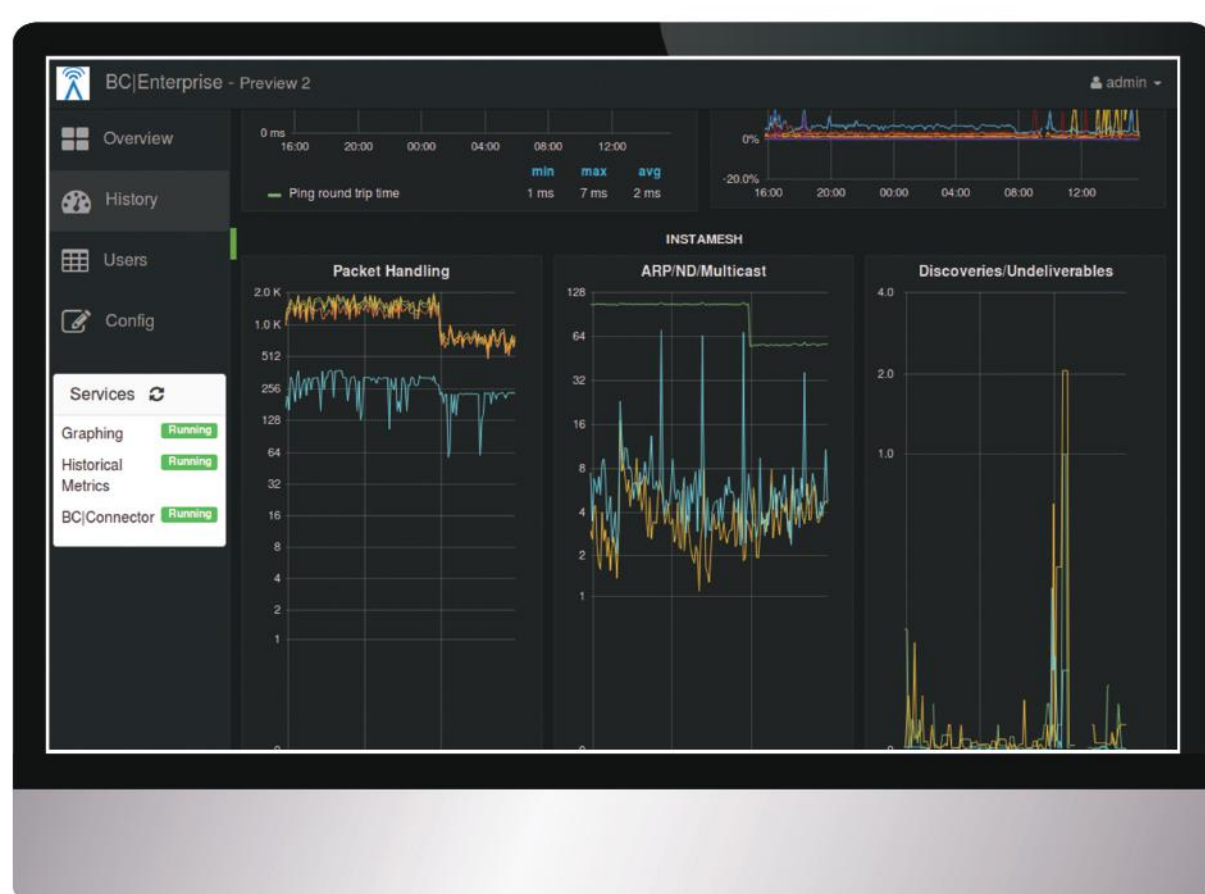 BC|Enterprise - Preview 2
admin
Overview
History
Users
Config
Services
Graphing Running
Historical Metrics Running
BC|Connector Running
0 ms
16:00 20:00 00:00 04:00 08:00 12:00
min max avg
Ping round trip time 1 ms 7 ms 2 ms
0%
-20.0%
16:00 20:00 00:00 04:00 08:00 12:00
INSTAMESH
Packet Handling
2.0 K
1.0 K
512
256
128
64
32
16
8
4
2
1
ARP/ND/Multicast
128
64
32
16
8
4
2
1
Discoveries/Undeliverables
4.0
2.0
1.0